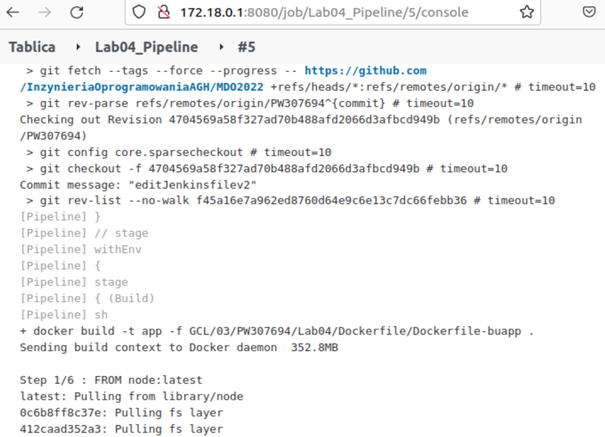 172.18.0.1:8080/job/Lab04_Pipeline/5/console
Tablica Lab04_Pipeline #5
> git fetch --tags --force --progress -- https://github.com
/InzynieriaOprogramowaniaAGH/MDO2022 +refs/heads/*:refs/remotes/origin/* # timeout=10
> git rev-parse refs/remotes/origin/PW307694^{commit} # timeout=10
Checking out Revision 4704569a58f327ad70b488afd2066d3afbcd949b (refs/remotes/origin
/PW307694)
> git config core.sparsecheckout # timeout=10
> git checkout -f 4704569a58f327ad70b488afd2066d3afbcd949b # timeout=10
Commit message: "editJenkinsfilev2"
> git rev-list --no-walk f45a16e7a962ed8760d64e9c6e13c7dc66febb36 # timeout=10
[Pipeline] }
[Pipeline] // stage
[Pipeline] withEnv
[Pipeline] {
[Pipeline] stage
[Pipeline] { (Build)
[Pipeline] sh
+ docker build -t app -f GCL/03/PW307694/Lab04/Dockerfile/Dockerfile-buapp .
Sending build context to Docker daemon  352.8MB
Step 1/6 : FROM node:latest
latest: Pulling from library/node
0c6b8ff8c37e: Pulling fs layer
412caad352a3: Pulling fs layer